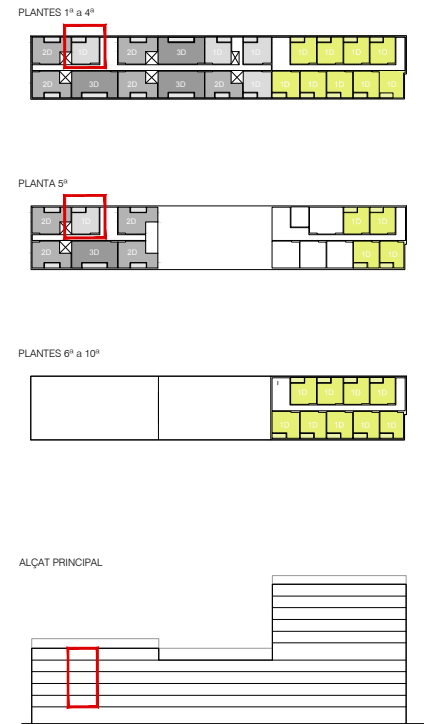 PLANTES 1ª a 4ª
2D 1D 2D 3D 1D 1D 1D 1D 1D 1D
2D 3D 2D 2D 2D 1D 1D 1D 1D 1D 1D
PLANTA 5ª
2D 1D 2D 1D 1D
2D 3D 2D 1D 1D
PLANTES 6ª a 10ª
1D 1D 1D 1D
1D 1D 1D 1D 1D
ALÇAT PRINCIPAL